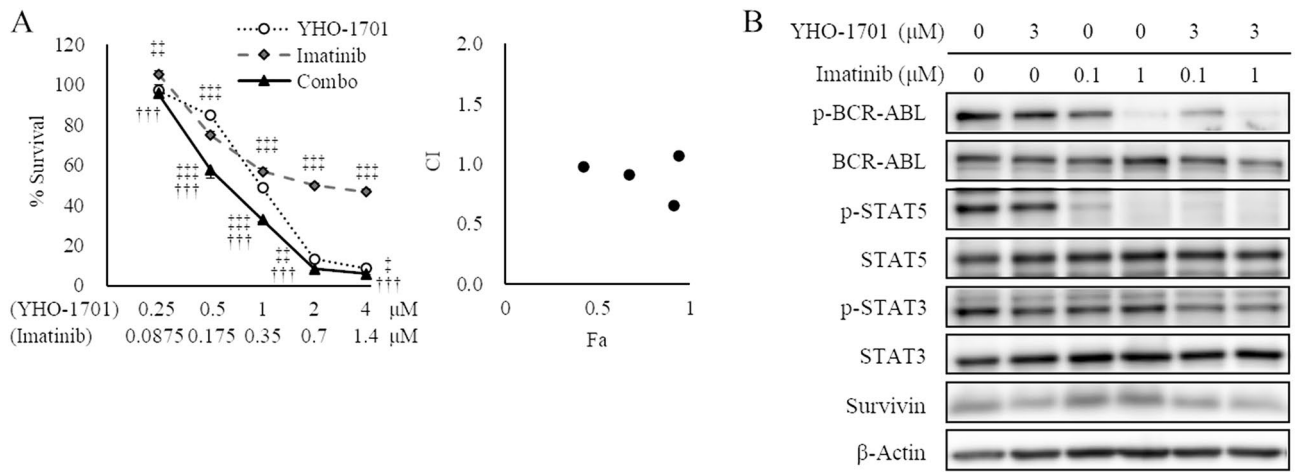 A
YHO-1701
Imatinib
Combo
% Survival
120
100
80
60
40
20
0
‡‡
†††
‡‡‡
‡‡‡
‡‡‡
†††
‡‡‡
‡‡‡
‡‡‡
‡‡‡
†††
‡‡‡
‡‡‡
‡‡
†††
‡‡‡
‡‡‡
‡
†††
(YHO-1701) 0.25 0.5 1 2 4 μM
(Imatinib) 0.0875 0.175 0.35 0.7 1.4 μM
CI
2.0
1.5
1.0
0.5
0.0
0 0.5 1
Fa
B
YHO-1701 (μM) 0 3 0 0 3 3
Imatinib (μM) 0 0 0.1 1 0.1 1
p-BCR-ABL
BCR-ABL
p-STAT5
STAT5
p-STAT3
STAT3
Survivin
β-Actin